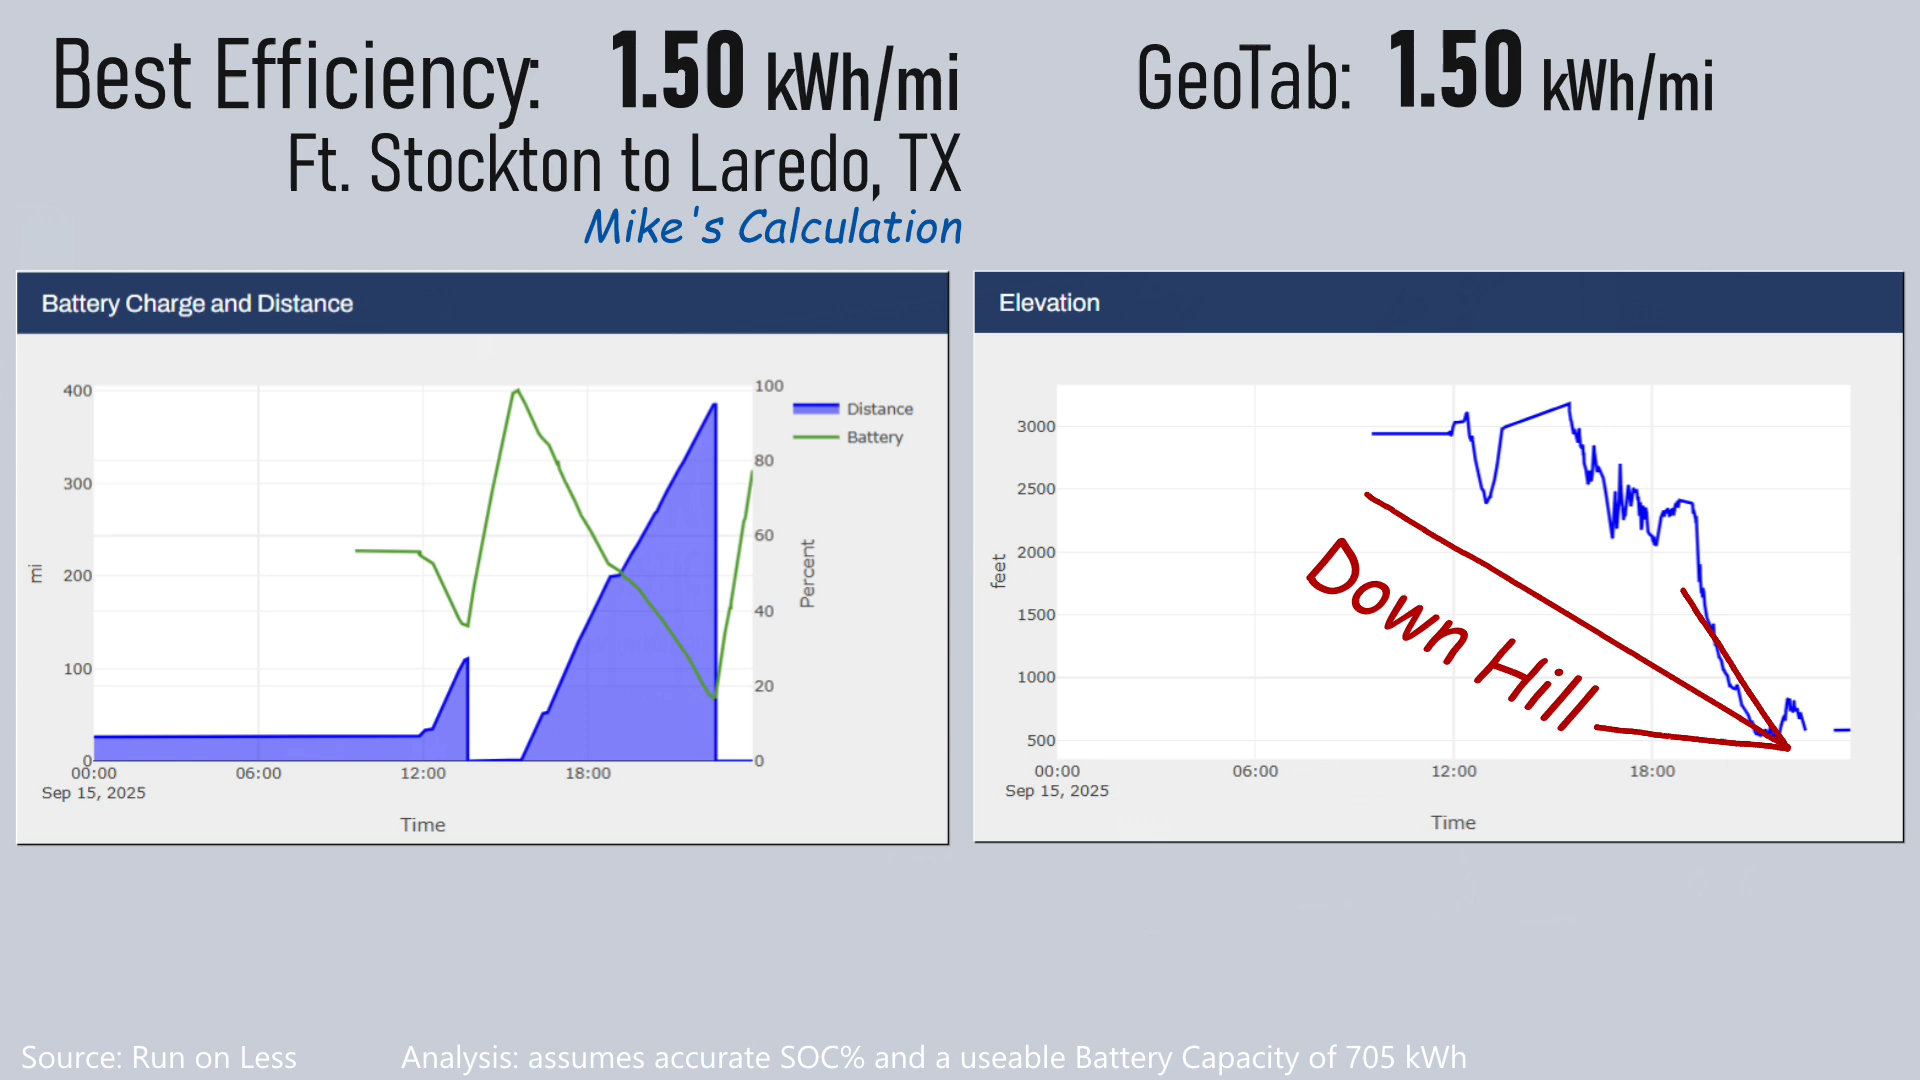 Best Efficiency: 1.50 kWh/mi
Ft. Stockton to Laredo, TX
Mike's Calculation
GeoTab: 1.50 kWh/mi
Battery Charge and Distance
400
300
200
100
0
mi
100
80
60
40
20
0
Percent
Distance
Battery
00:00 06:00 12:00 18:00
Sep 15, 2025
Time
Elevation
3000
2500
2000
1500
1000
500
feet
Down Hill
00:00 06:00 12:00 18:00
Sep 15, 2025
Time
Source: Run on Less
Analysis: assumes accurate SOC% and a useable Battery Capacity of 705 kWh